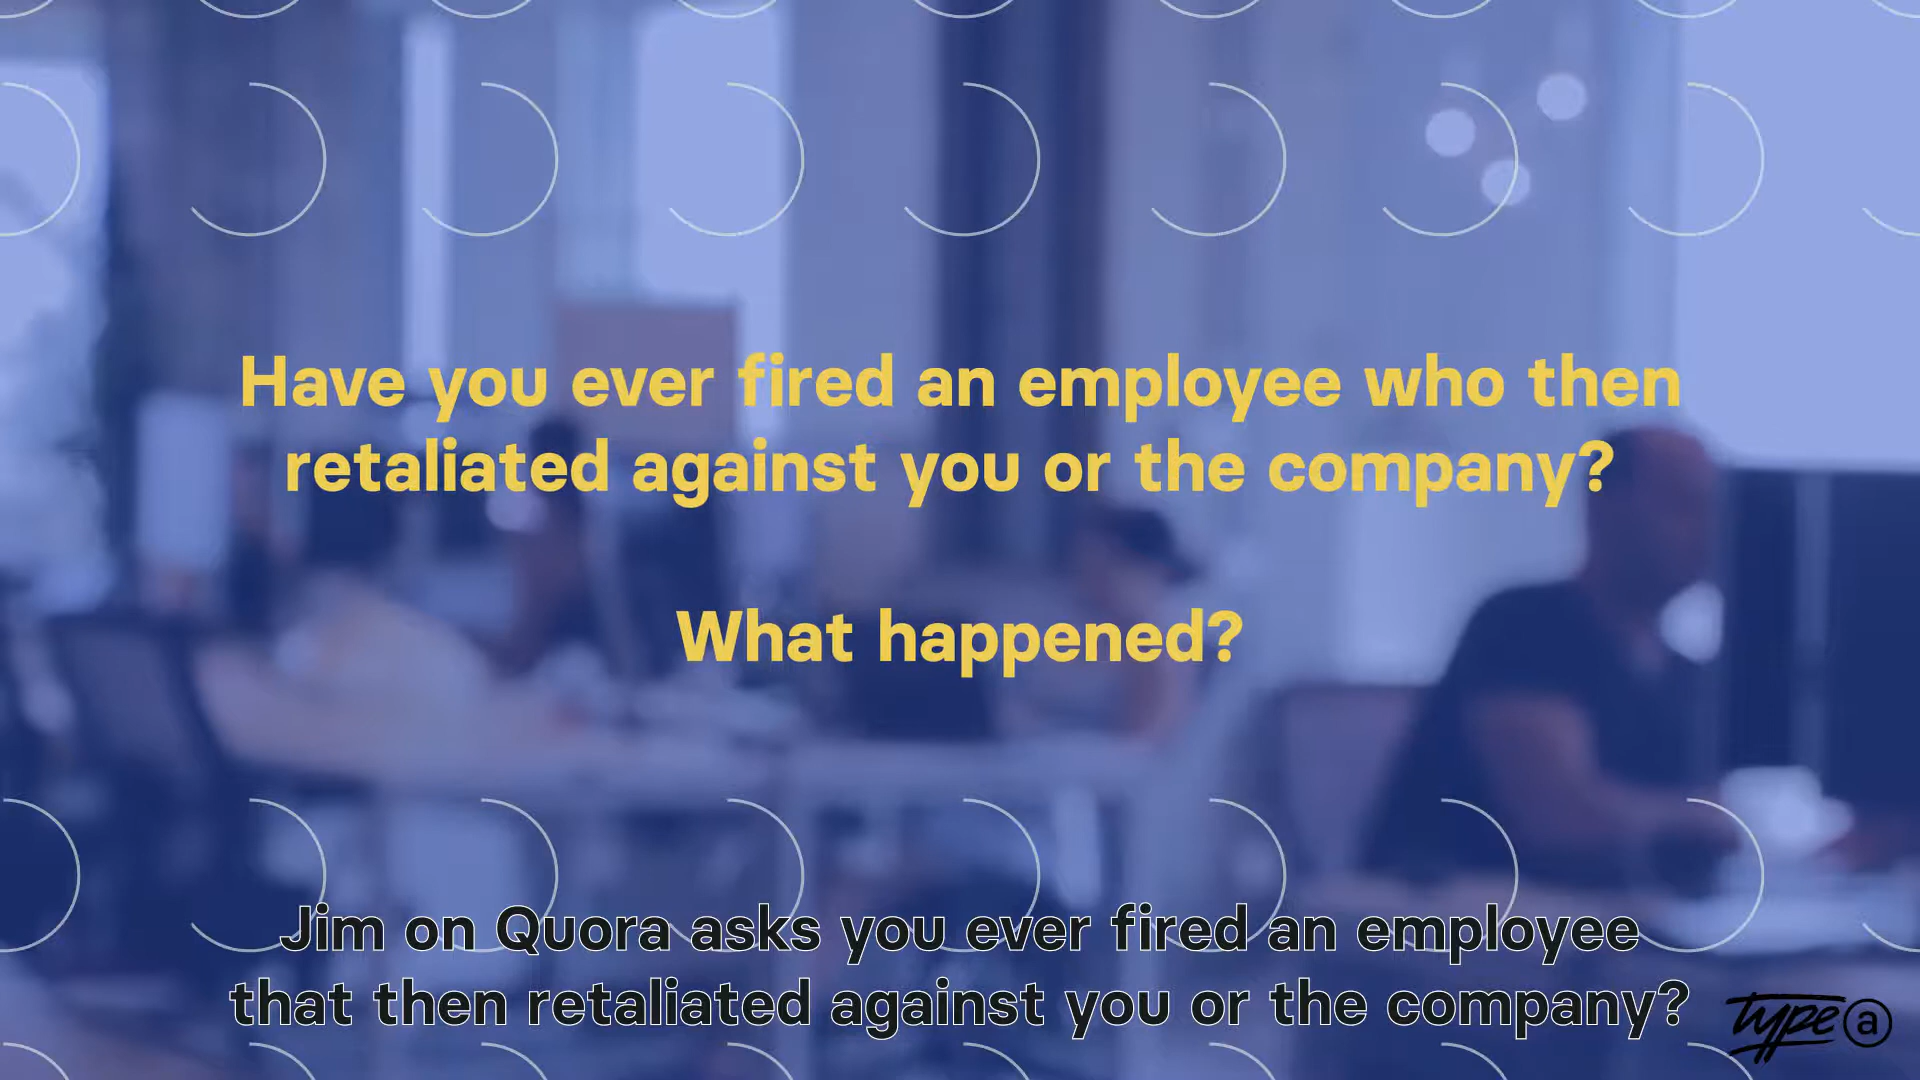 Have you ever fired an employee who then
retaliated against you or the company?
What happened?
Jim on Quora asks you ever fired an employee
that then retaliated against you or the company?
type a